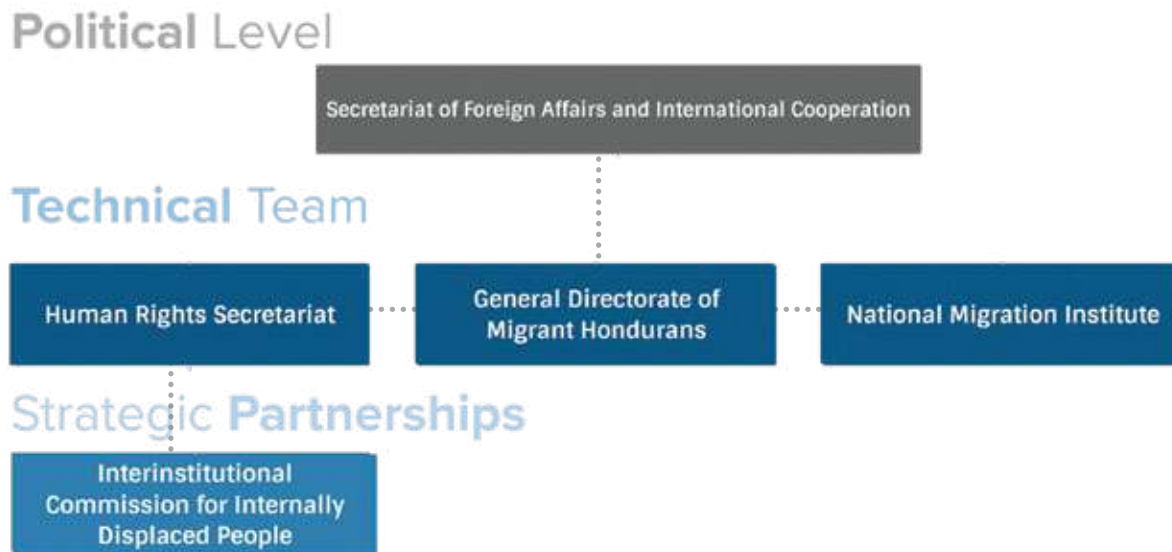 Political Level
Secretariat of Foreign Affairs and International Cooperation
Technical Team
Human Rights Secretariat
General Directorate of
Migrant Hondurans
National Migration Institute
Strategic Partnerships
Interinstitutional
Commission for Internally
Displaced People